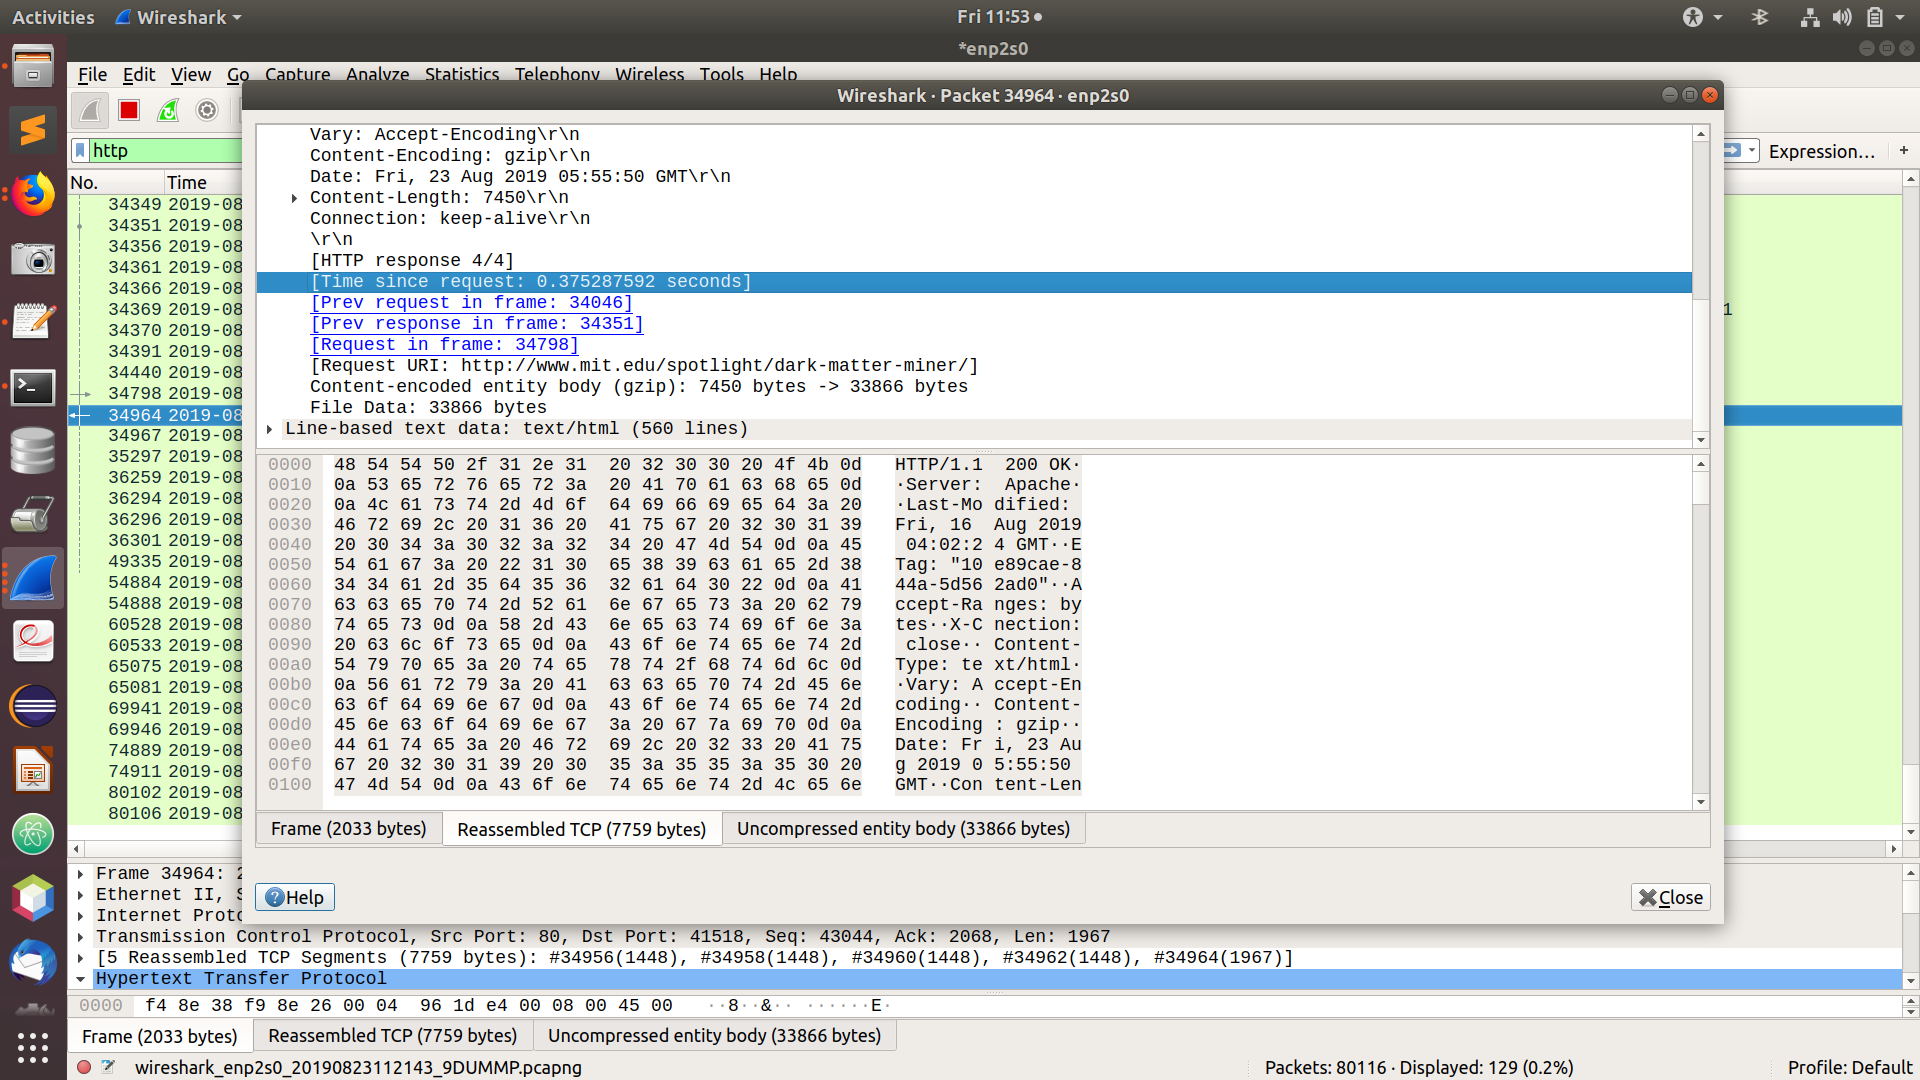 Activities Wireshark Fri 11:53
*enp2s0
File Edit View Go Capture Analyze Statistics Telephony Wireless Tools Help
Wireshark · Packet 34964 · enp2s0
http Expression... +
No. Time
34349 2019-08
34351 2019-08
34356 2019-08
34361 2019-08
34366 2019-08
34369 2019-08 1
34370 2019-08
34391 2019-08
34440 2019-08
34798 2019-08
34964 2019-08
34967 2019-08
35297 2019-08
36259 2019-08
36294 2019-08
36296 2019-08
36301 2019-08
49335 2019-08
54884 2019-08
54888 2019-08
60528 2019-08
60533 2019-08
65075 2019-08
65081 2019-08
69941 2019-08
69946 2019-08
74889 2019-08
74911 2019-08
80102 2019-08
80106 2019-08
Vary: Accept-Encoding\r\n
Content-Encoding: gzip\r\n
Date: Fri, 23 Aug 2019 05:55:50 GMT\r\n
Content-Length: 7450\r\n
Connection: keep-alive\r\n
\r\n
[HTTP response 4/4]
[Time since request: 0.375287592 seconds]
[Prev request in frame: 34046]
[Prev response in frame: 34351]
[Request in frame: 34798]
[Request URI: http://www.mit.edu/spotlight/dark-matter-miner/]
Content-encoded entity body (gzip): 7450 bytes -> 33866 bytes
File Data: 33866 bytes
Line-based text data: text/html (560 lines)
0000 48 54 54 50 2f 31 2e 31 20 32 30 30 20 4f 4b 0d HTTP/1.1 200 OK·
0010 0a 53 65 72 76 65 72 3a 20 41 70 61 63 68 65 0d ·Server: Apache·
0020 0a 4c 61 73 74 2d 4d 6f 64 69 66 69 65 64 3a 20 ·Last-Mo dified:
0030 46 72 69 2c 20 31 36 20 41 75 67 20 32 30 31 39 Fri, 16 Aug 2019
0040 20 30 34 3a 30 32 3a 32 34 20 47 4d 54 0d 0a 45 04:02:2 4 GMT··E
0050 54 61 67 3a 20 22 31 30 65 38 39 63 61 65 2d 38 Tag: "10 e89cae-8
0060 34 34 61 2d 35 64 35 36 32 61 64 30 22 0d 0a 41 44a-5d56 2ad0"··A
0070 63 63 65 70 74 2d 52 61 6e 67 65 73 3a 20 62 79 ccept-Ra nges: by
0080 74 65 73 0d 0a 58 2d 43 6e 65 63 74 69 6f 6e 3a tes··X-C nection:
0090 20 63 6c 6f 73 65 0d 0a 43 6f 6e 74 65 6e 74 2d close·· Content-
00a0 54 79 70 65 3a 20 74 65 78 74 2f 68 74 6d 6c 0d Type: te xt/html·
00b0 0a 56 61 72 79 3a 20 41 63 63 65 70 74 2d 45 6e ·Vary: A ccept-En
00c0 63 6f 64 69 6e 67 0d 0a 43 6f 6e 74 65 6e 74 2d coding·· Content-
00d0 45 6e 63 6f 64 69 6e 67 3a 20 67 7a 69 70 0d 0a Encoding : gzip··
00e0 44 61 74 65 3a 20 46 72 69 2c 20 32 33 20 41 75 Date: Fr i, 23 Au
00f0 67 20 32 30 31 39 20 30 35 3a 35 35 3a 35 30 20 g 2019 0 5:55:50
0100 47 4d 54 0d 0a 43 6f 6e 74 65 6e 74 2d 4c 65 6e GMT··Con tent-Len
Frame (2033 bytes) Reassembled TCP (7759 bytes) Uncompressed entity body (33866 bytes)
Help Close
Frame 34964: 2
Ethernet II, S
Internet Proto
Transmission Control Protocol, Src Port: 80, Dst Port: 41518, Seq: 43044, Ack: 2068, Len: 1967
[5 Reassembled TCP Segments (7759 bytes): #34956(1448), #34958(1448), #34960(1448), #34962(1448), #34964(1967)]
Hypertext Transfer Protocol
0000 f4 8e 38 f9 8e 26 00 04 96 1d e4 00 08 00 45 00 ··8··&·· ······E·
Frame (2033 bytes) Reassembled TCP (7759 bytes) Uncompressed entity body (33866 bytes)
wireshark_enp2s0_20190823112143_9DUMMP.pcapng Packets: 80116 · Displayed: 129 (0.2%) Profile: Default